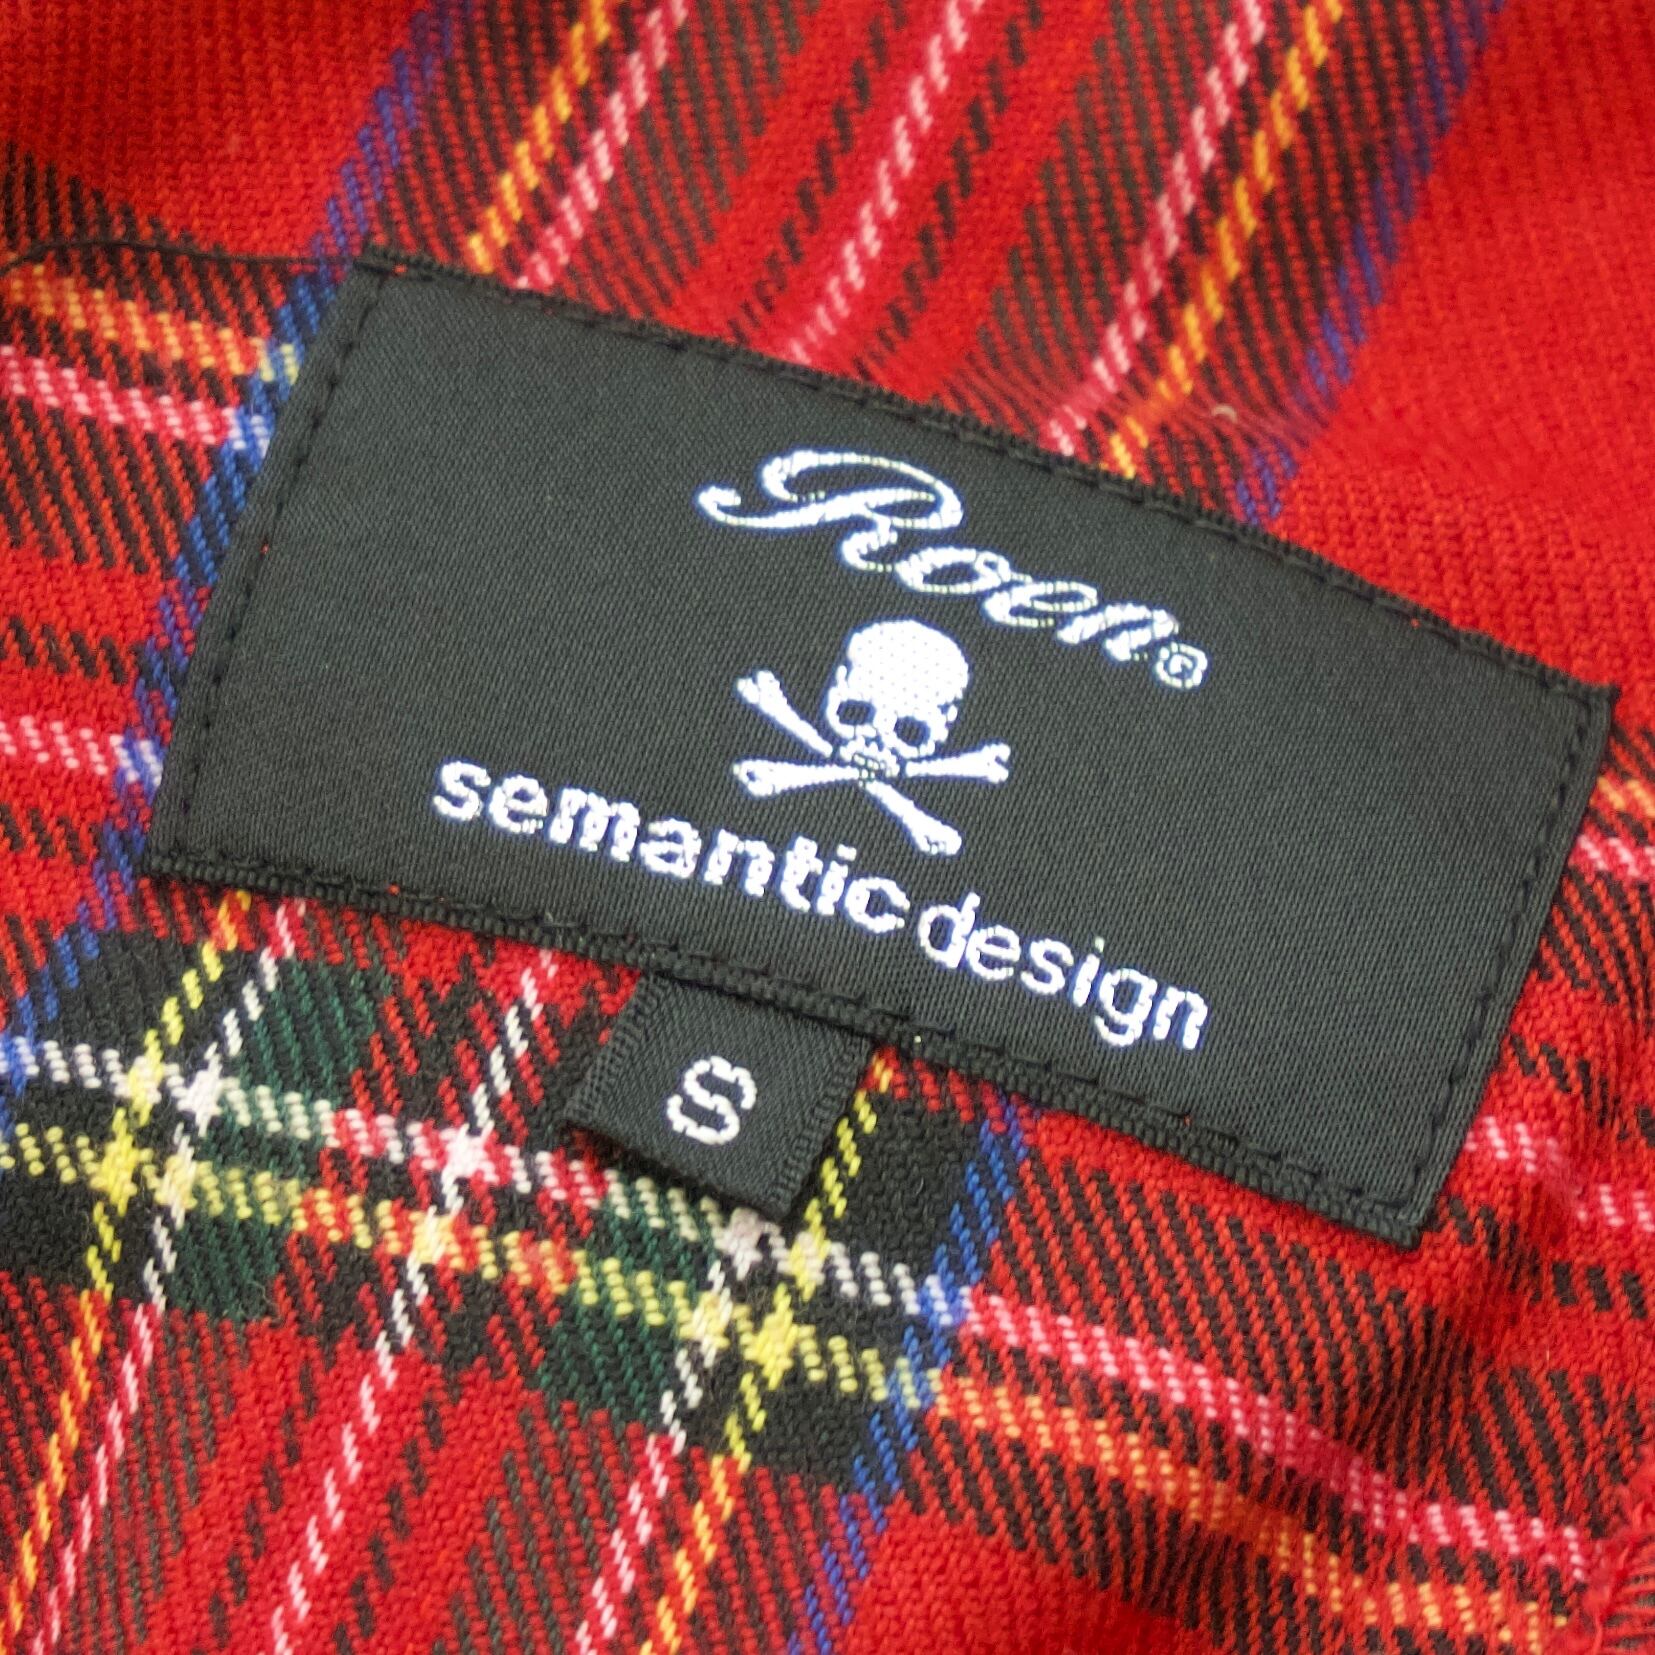 Roen®
semantic design
S